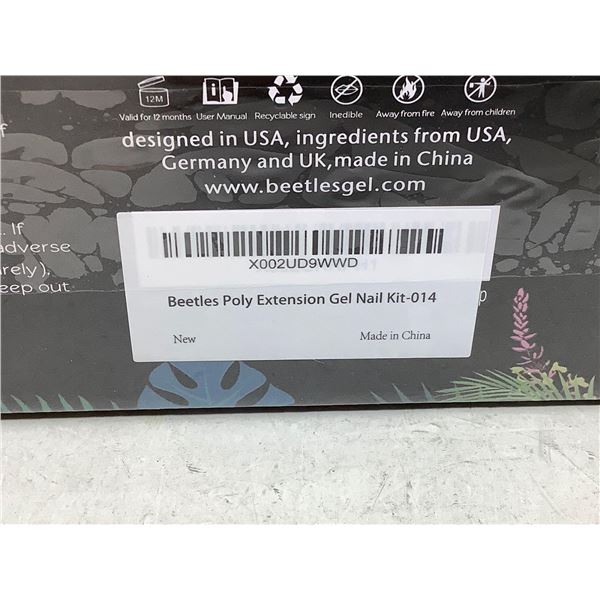 12M
Valid for 12 months User Manual Recyclable sign Inedible Away from fire Away from children
f
designed in USA, ingredients from USA,
Germany and UK,made in China
www.beetlesgel.com
. If
adverse
rely),
eep out
X002UD9WWD
Beetles Poly Extension Gel Nail Kit-014
p
New Made in China